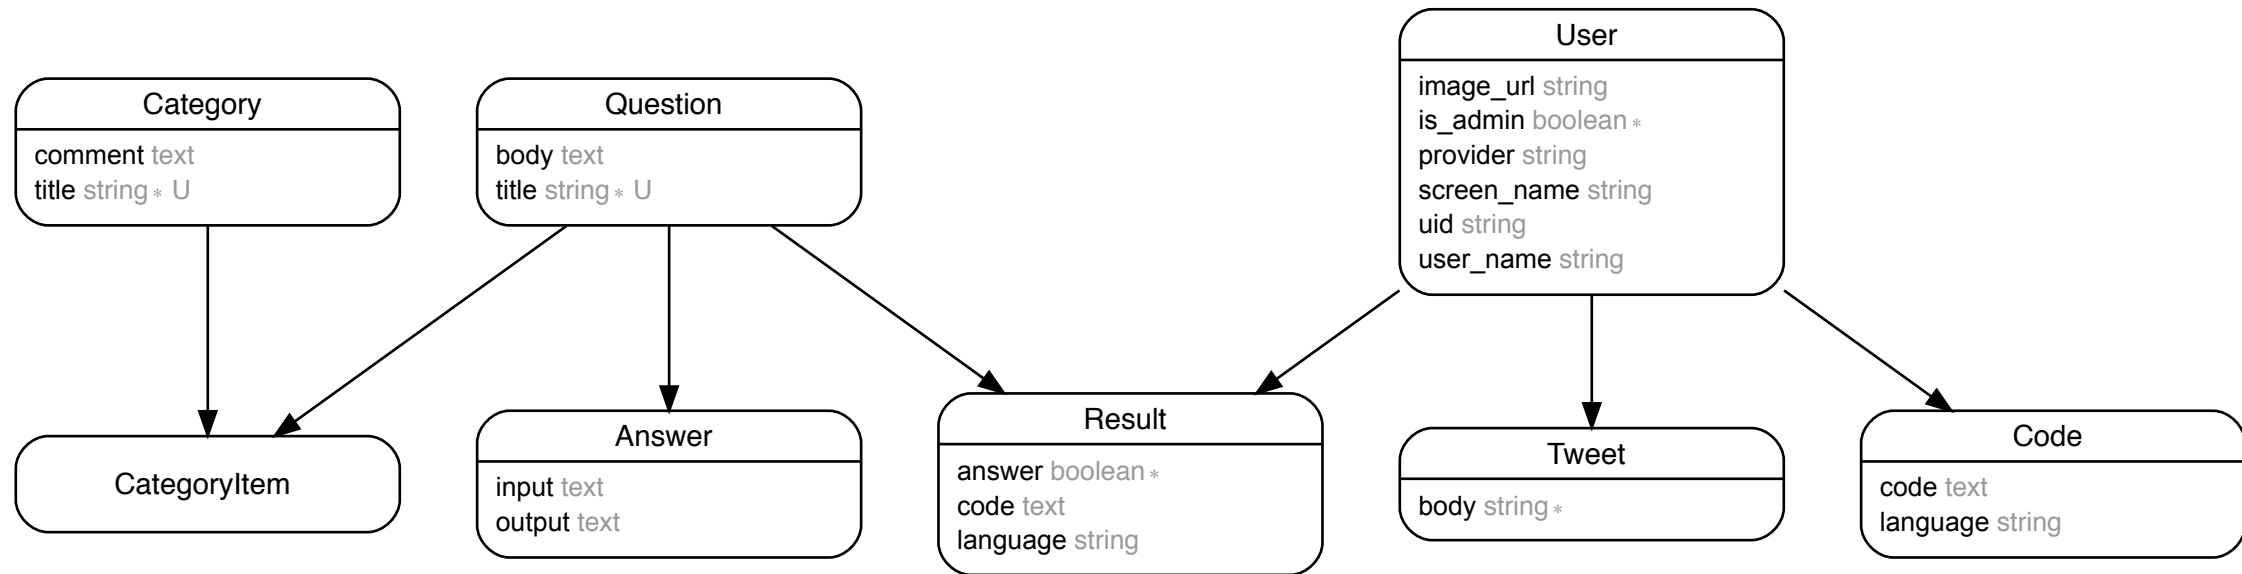 User
image_url string
is_admin boolean *
provider string
screen_name string
uid string
user_name string
Category
comment text
title string * U
Question
body text
title string * U
CategoryItem
Answer
input text
output text
Result
answer boolean *
code text
language string
Tweet
body string *
Code
code text
language string